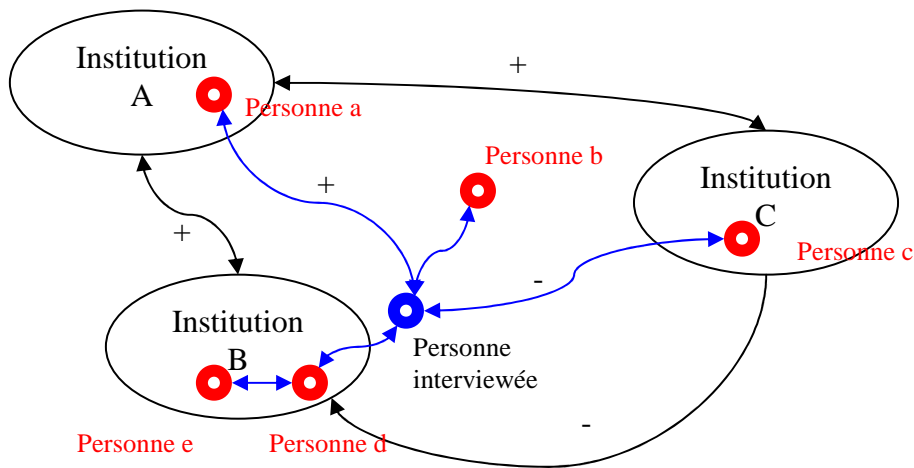 Institution
A
Personne a
+
+
Personne b
Institution
C
Personne c
+
-
Institution
B
Personne
interviewée
Personne e
Personne d
-